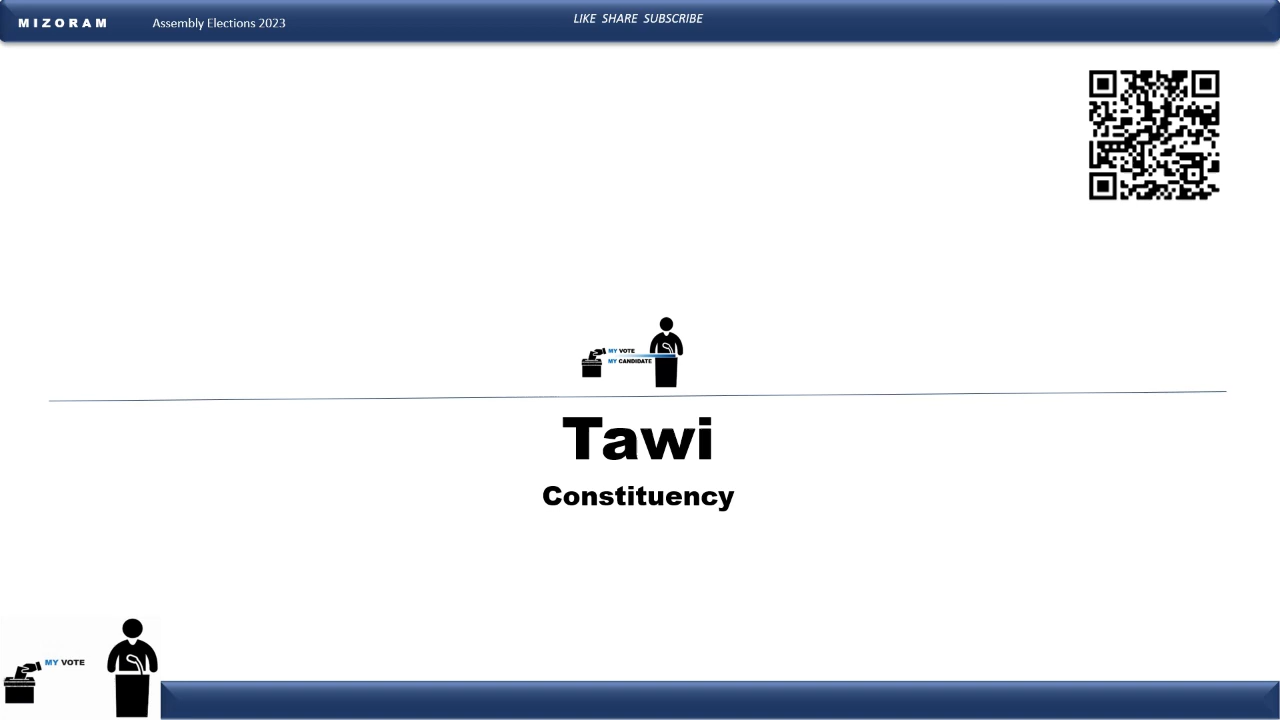 MIZORAM Assembly Elections 2023 LIKE SHARE SUBSCRIBE
MY VOTE
MY CANDIDATE
Tawi
Constituency
MY VOTE